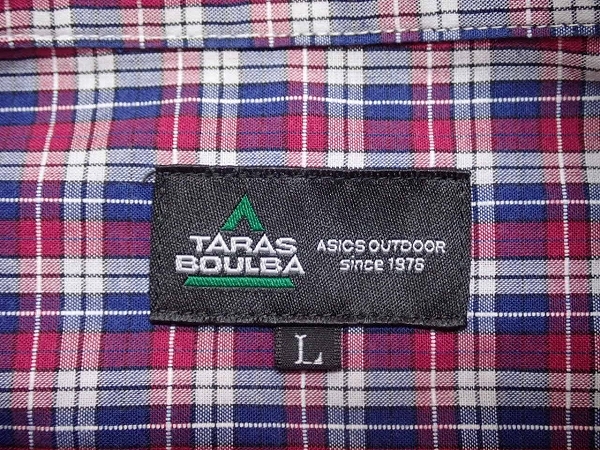 TARAS
BOULBA
ASICS OUTDOOR
since 1976
L